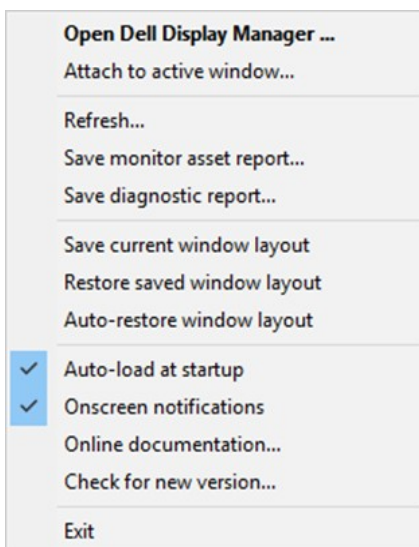 Open Dell Display Manager ...
Attach to active window...
Refresh...
Save monitor asset report...
Save diagnostic report...
Save current window layout
Restore saved window layout
Auto-restore window layout
Auto-load at startup
Onscreen notifications
Online documentation...
Check for new version...
Exit